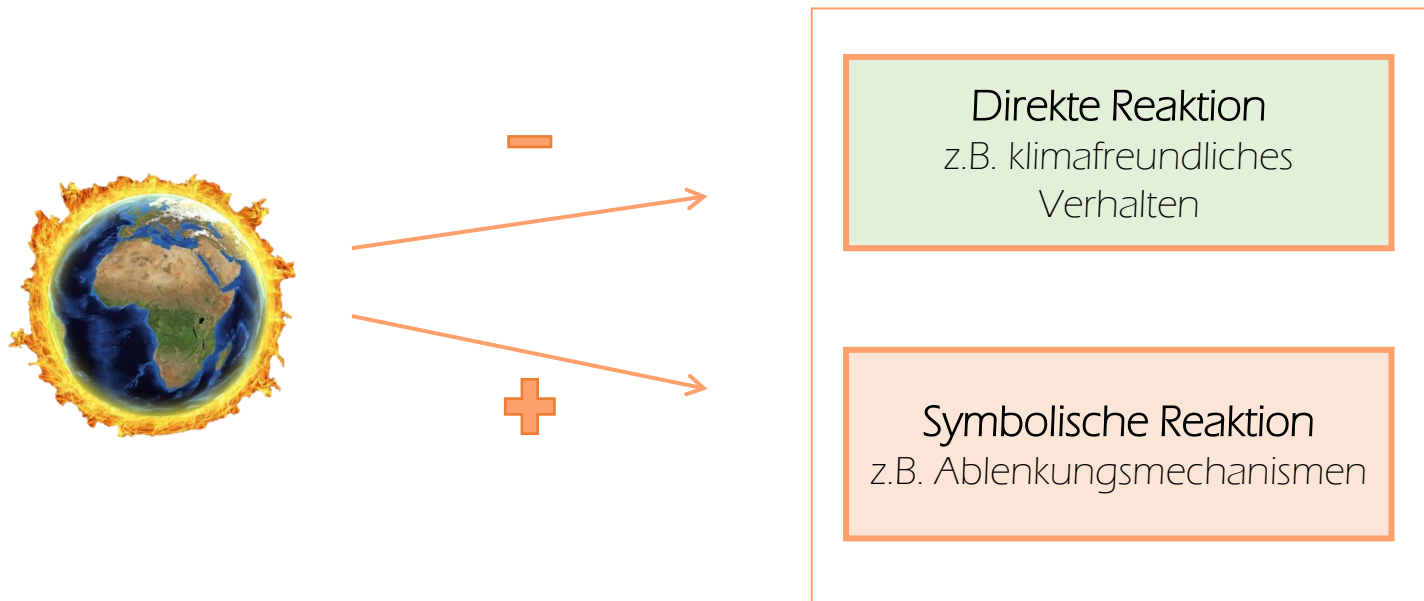 Direkte Reaktion
z.B. klimafreundliches
Verhalten
Symbolische Reaktion
z.B. Ablenkungsmechanismen